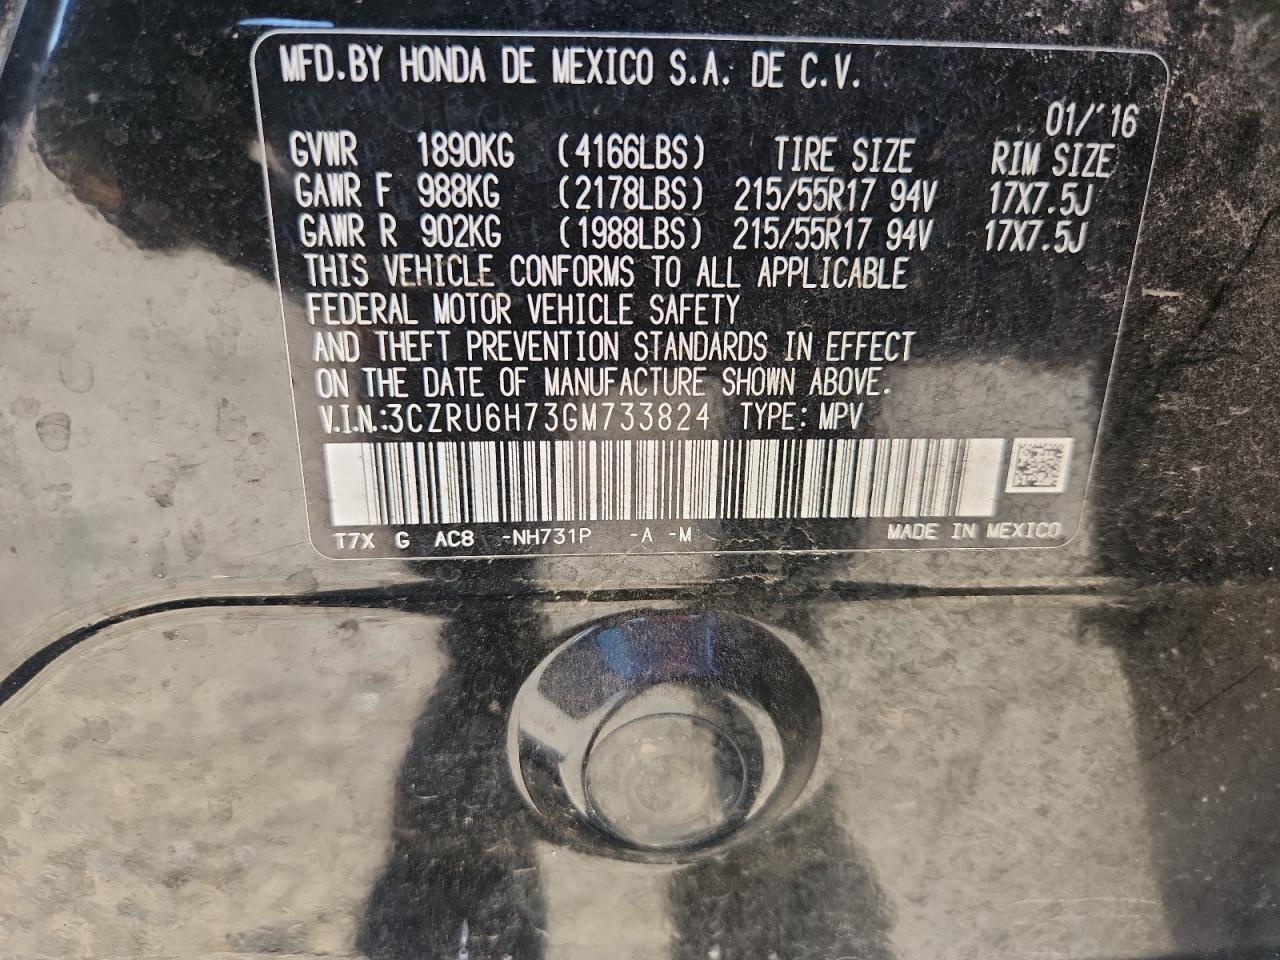 MFD.BY HONDA DE MEXICO S.A. DE C.V.
01/'16
GVWR 1890KG (4166LBS) TIRE SIZE RIM SIZE
GAWR F 988KG (2178LBS) 215/55R17 94V 17X7.5J
GAWR R 902KG (1988LBS) 215/55R17 94V 17X7.5J
THIS VEHICLE CONFORMS TO ALL APPLICABLE
FEDERAL MOTOR VEHICLE SAFETY
AND THEFT PREVENTION STANDARDS IN EFFECT
ON THE DATE OF MANUFACTURE SHOWN ABOVE.
V.I.N.:3CZRU6H73GM733824 TYPE: MPV
T7X G AC8 -NH731P -A -M MADE IN MEXICO